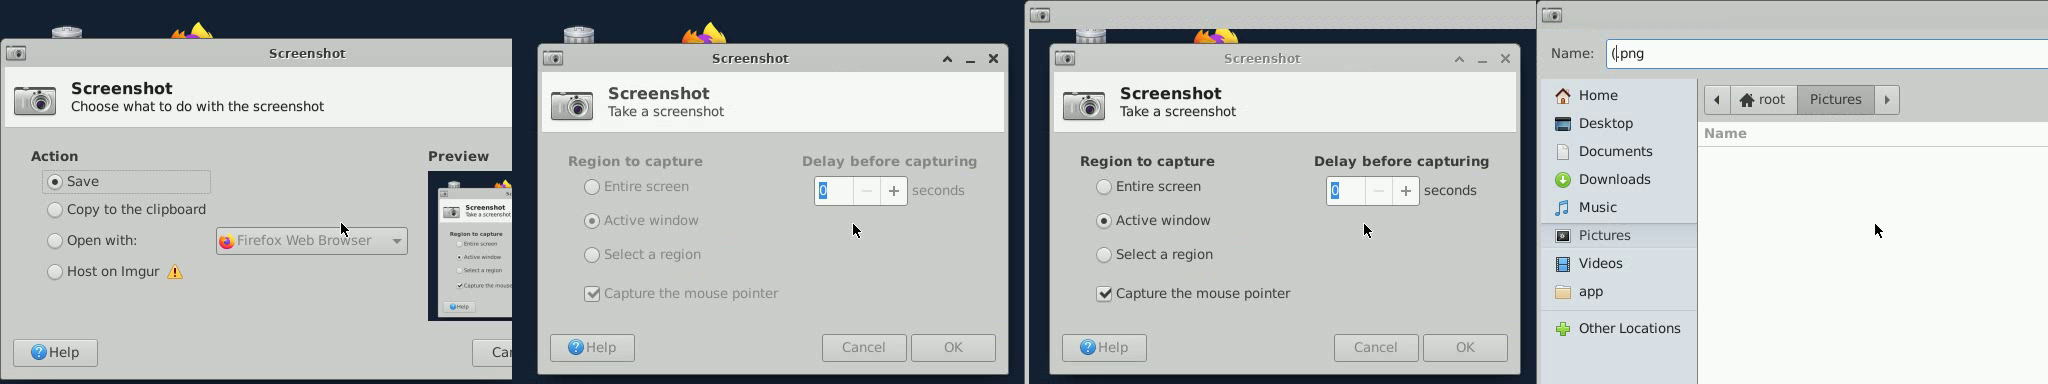 Screenshot
Screenshot
Choose what to do with the screenshot
Action
Save
Copy to the clipboard
Open with:
Firefox Web Browser
Host on Imgur
Preview
Screenshot
Take a screenshot
Region to capture
Entire screen
Active window
Select a region
Capture the mouse
Help
Help
Screenshot
Screenshot
Take a screenshot
Region to capture
Entire screen
Active window
Select a region
Capture the mouse pointer
Delay before capturing
0 seconds
Help
Cancel
OK
Screenshot
Screenshot
Take a screenshot
Region to capture
Entire screen
Active window
Select a region
Capture the mouse pointer
Delay before capturing
0 seconds
Help
Cancel
OK
Name: (.png
Home
Desktop
Documents
Downloads
Music
Pictures
Videos
app
Other Locations
root
Pictures
Name